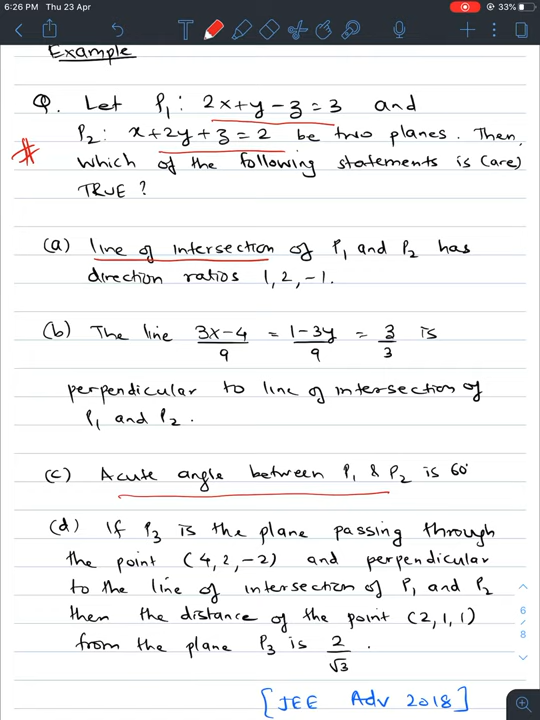 6:26 PM Thu 23 Apr 33%
Example
Q. Let P₁: 2x+y-z=3 and
# P₂: x+2y+z=2 be two planes. Then,
which of the following statements is (are)
TRUE?
(a) line of intersection of P₁ and P₂ has
direction ratios 1, 2, -1.
(b) The line (3x-4)/9 = (1-3y)/9 = z/3 is
perpendicular to line of intersection of
P₁ and P₂.
(c) Acute angle between P₁ & P₂ is 60°
(d) If P₃ is the plane passing through
the point (4, 2, -2) and perpendicular
to the line of intersection of P₁ and P₂
then the distance of the point (2, 1, 1)
from the plane P₃ is 2/√3.
6/8
[JEE Adv 2018]